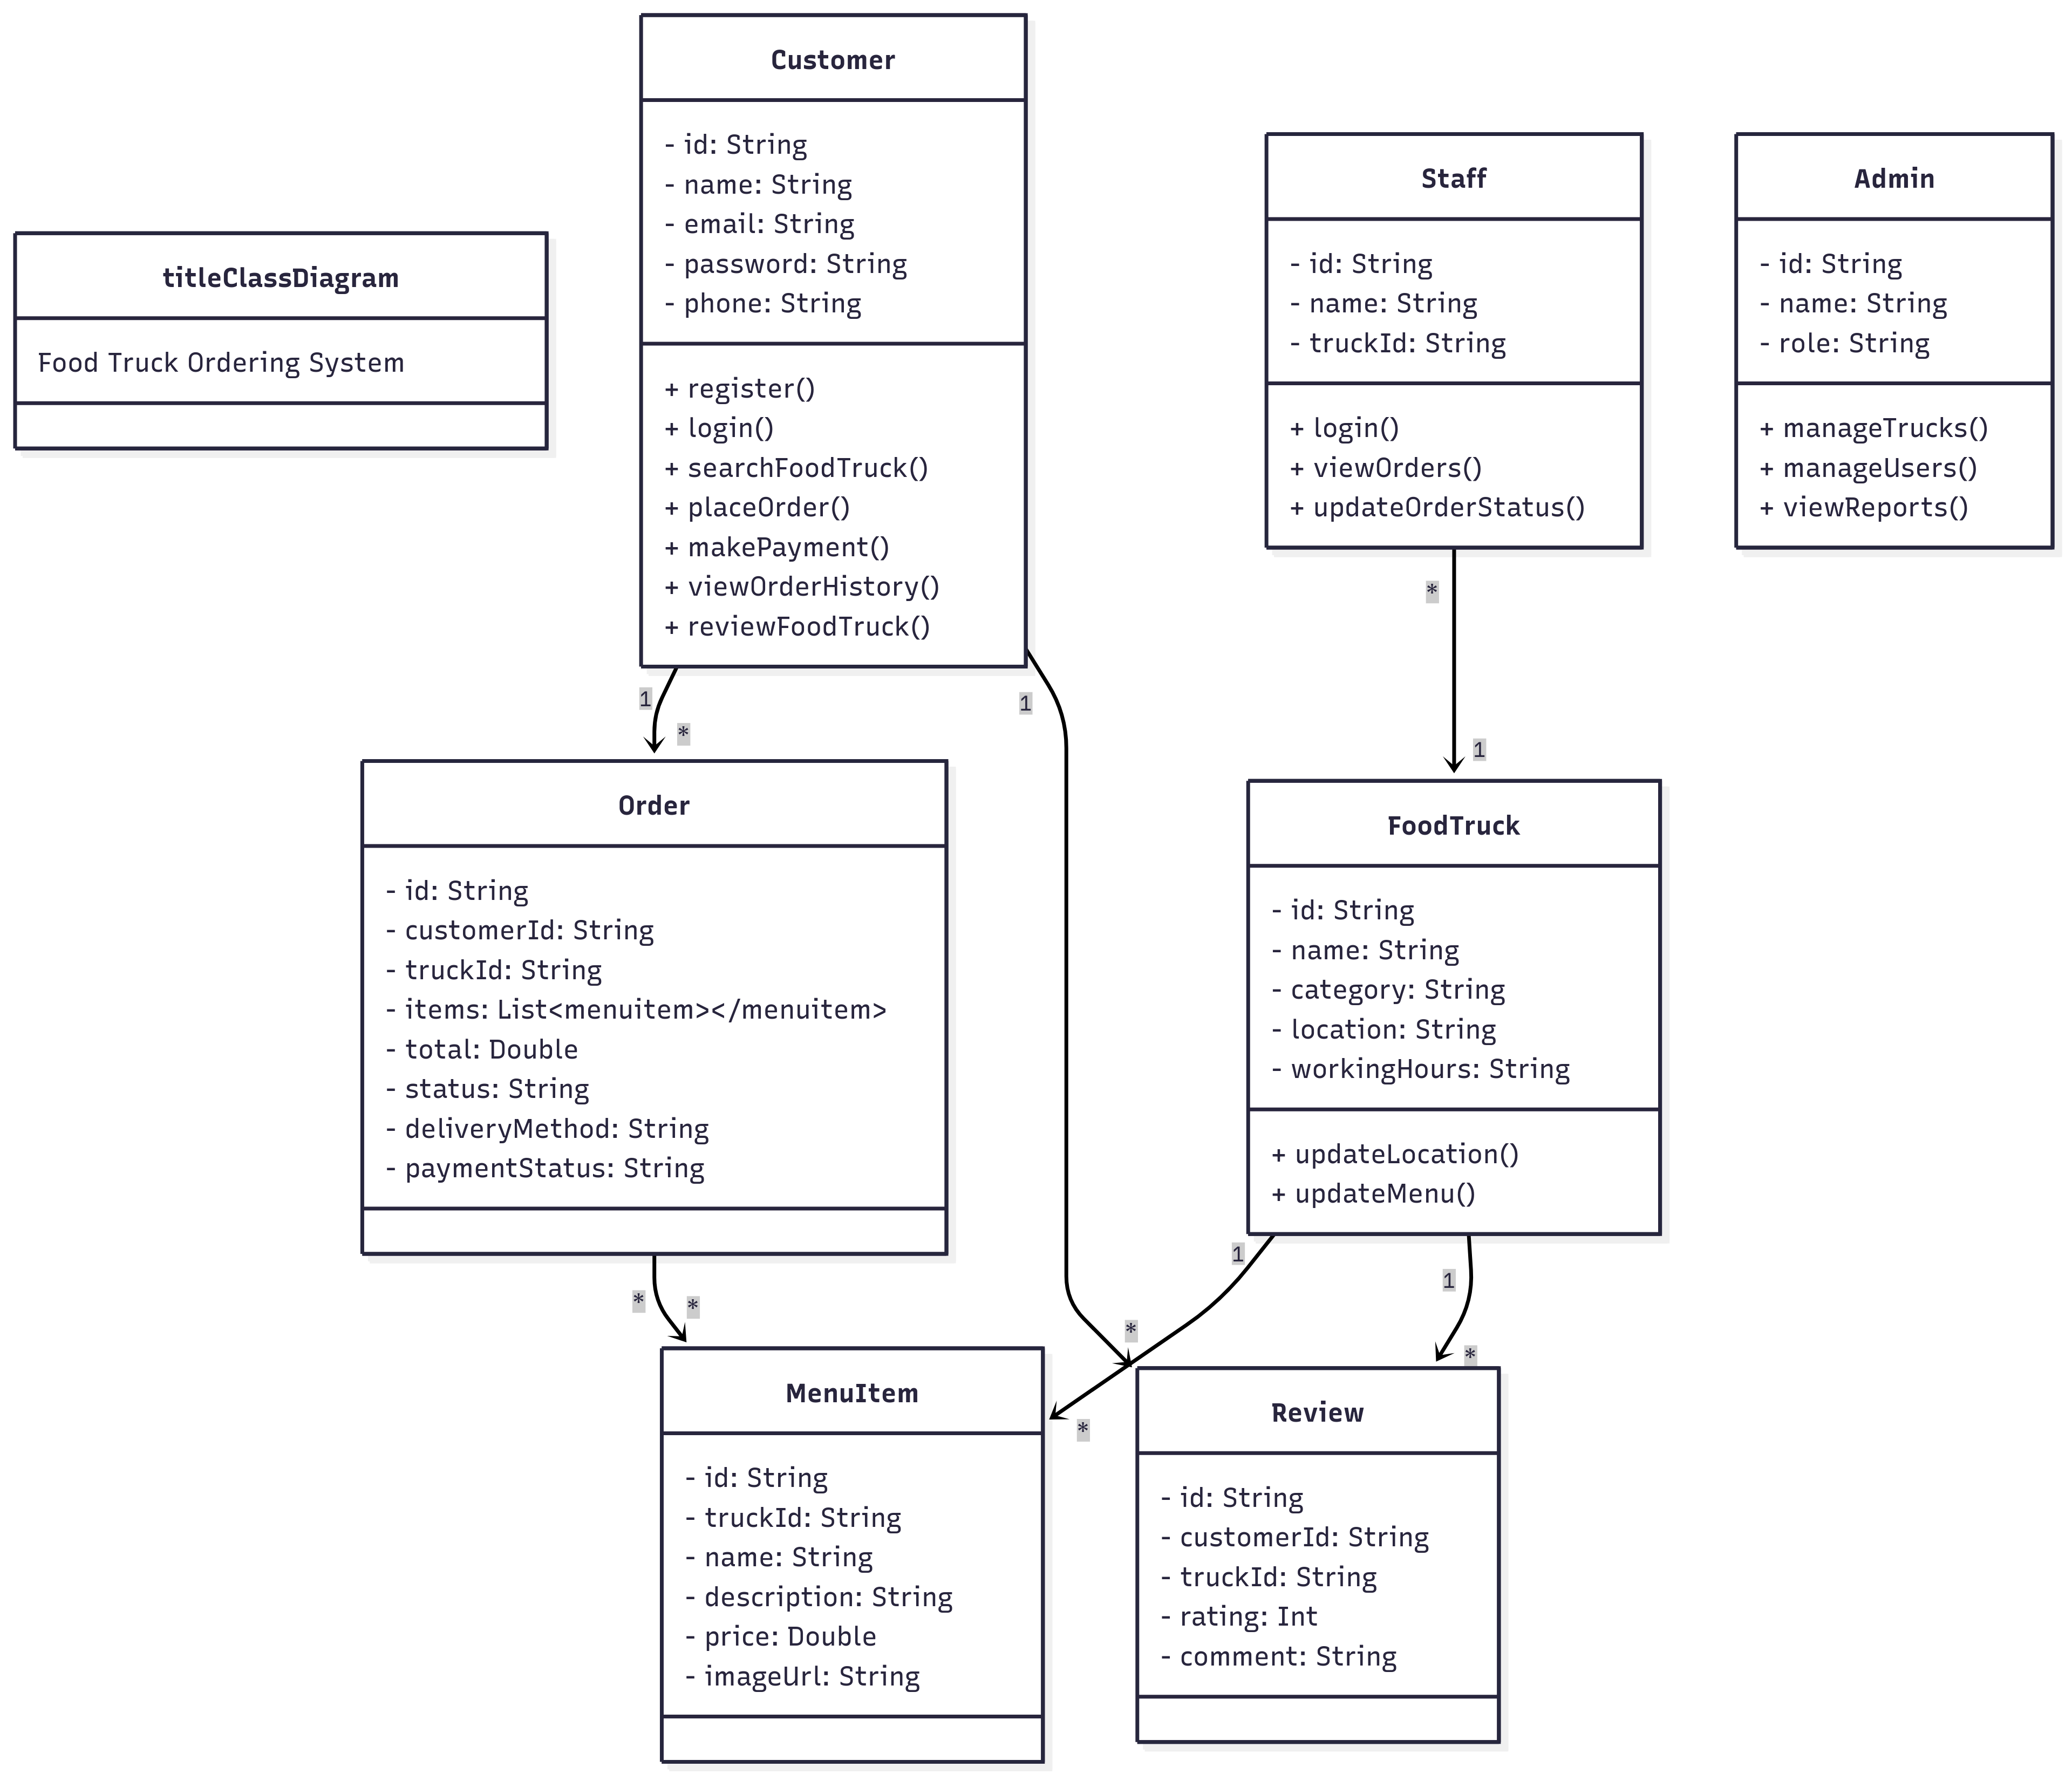 titleClassDiagram
Food Truck Ordering System
Customer
- id: String
- name: String
- email: String
- password: String
- phone: String
+ register()
+ login()
+ searchFoodTruck()
+ placeOrder()
+ makePayment()
+ viewOrderHistory()
+ reviewFoodTruck()
Staff
- id: String
- name: String
- truckId: String
+ login()
+ viewOrders()
+ updateOrderStatus()
Admin
- id: String
- name: String
- role: String
+ manageTrucks()
+ manageUsers()
+ viewReports()
1
*
1
*
*
1
Order
- id: String
- customerId: String
- truckId: String
- items: List<menuitem></menuitem>
- total: Double
- status: String
- deliveryMethod: String
- paymentStatus: String
FoodTruck
- id: String
- name: String
- category: String
- location: String
- workingHours: String
+ updateLocation()
+ updateMenu()
*
*
1
*
1
*
MenuItem
- id: String
- truckId: String
- name: String
- description: String
- price: Double
- imageUrl: String
Review
- id: String
- customerId: String
- truckId: String
- rating: Int
- comment: String